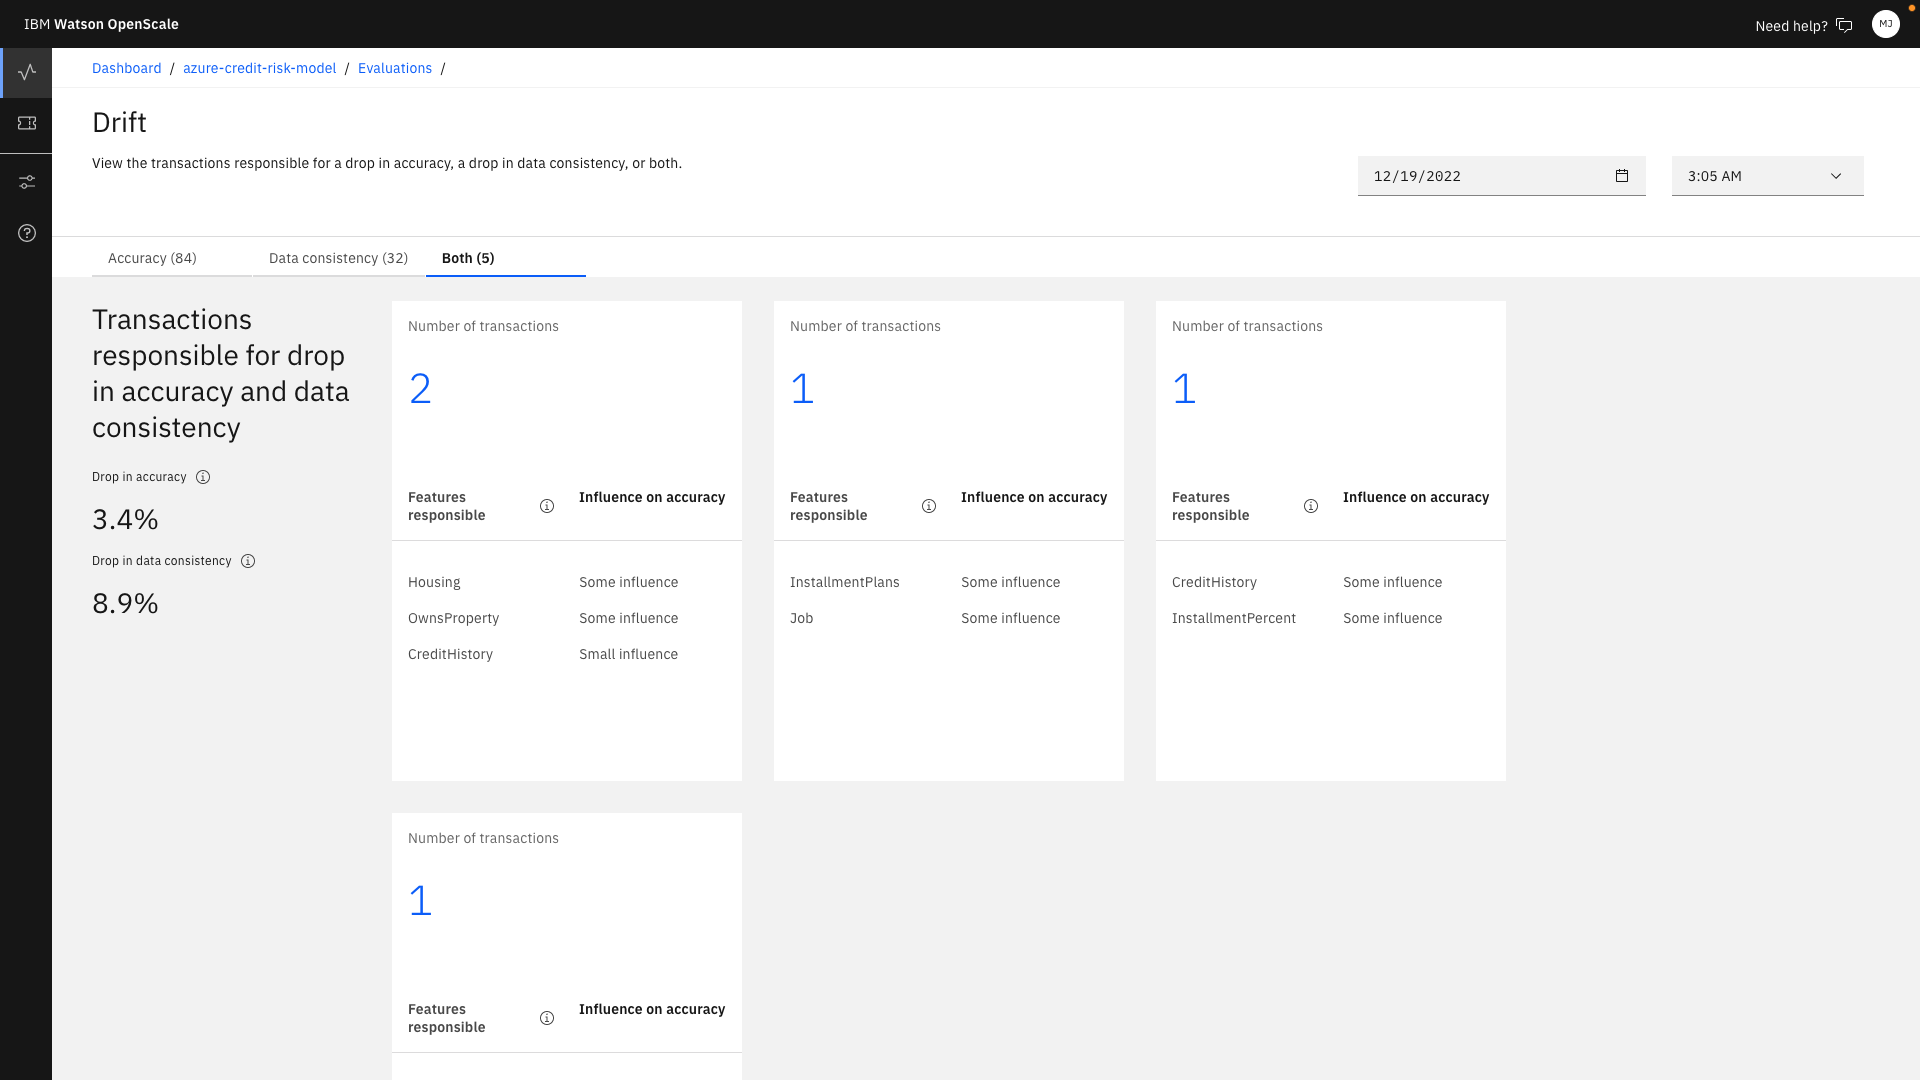 IBM Watson OpenScale
Need help?
MJ
Dashboard / azure-credit-risk-model / Evaluations /
Drift
View the transactions responsible for a drop in accuracy, a drop in data consistency, or both.
12/19/2022
3:05 AM
Accuracy (84)
Data consistency (32)
Both (5)
Transactions
responsible for drop
in accuracy and data
consistency
Drop in accuracy
3.4%
Drop in data consistency
8.9%
Number of transactions
2
Features
responsible
Influence on accuracy
Housing Some influence
OwnsProperty Some influence
CreditHistory Small influence
Number of transactions
1
Features
responsible
Influence on accuracy
InstallmentPlans Some influence
Job Some influence
Number of transactions
1
Features
responsible
Influence on accuracy
CreditHistory Some influence
InstallmentPercent Some influence
Number of transactions
1
Features
responsible
Influence on accuracy